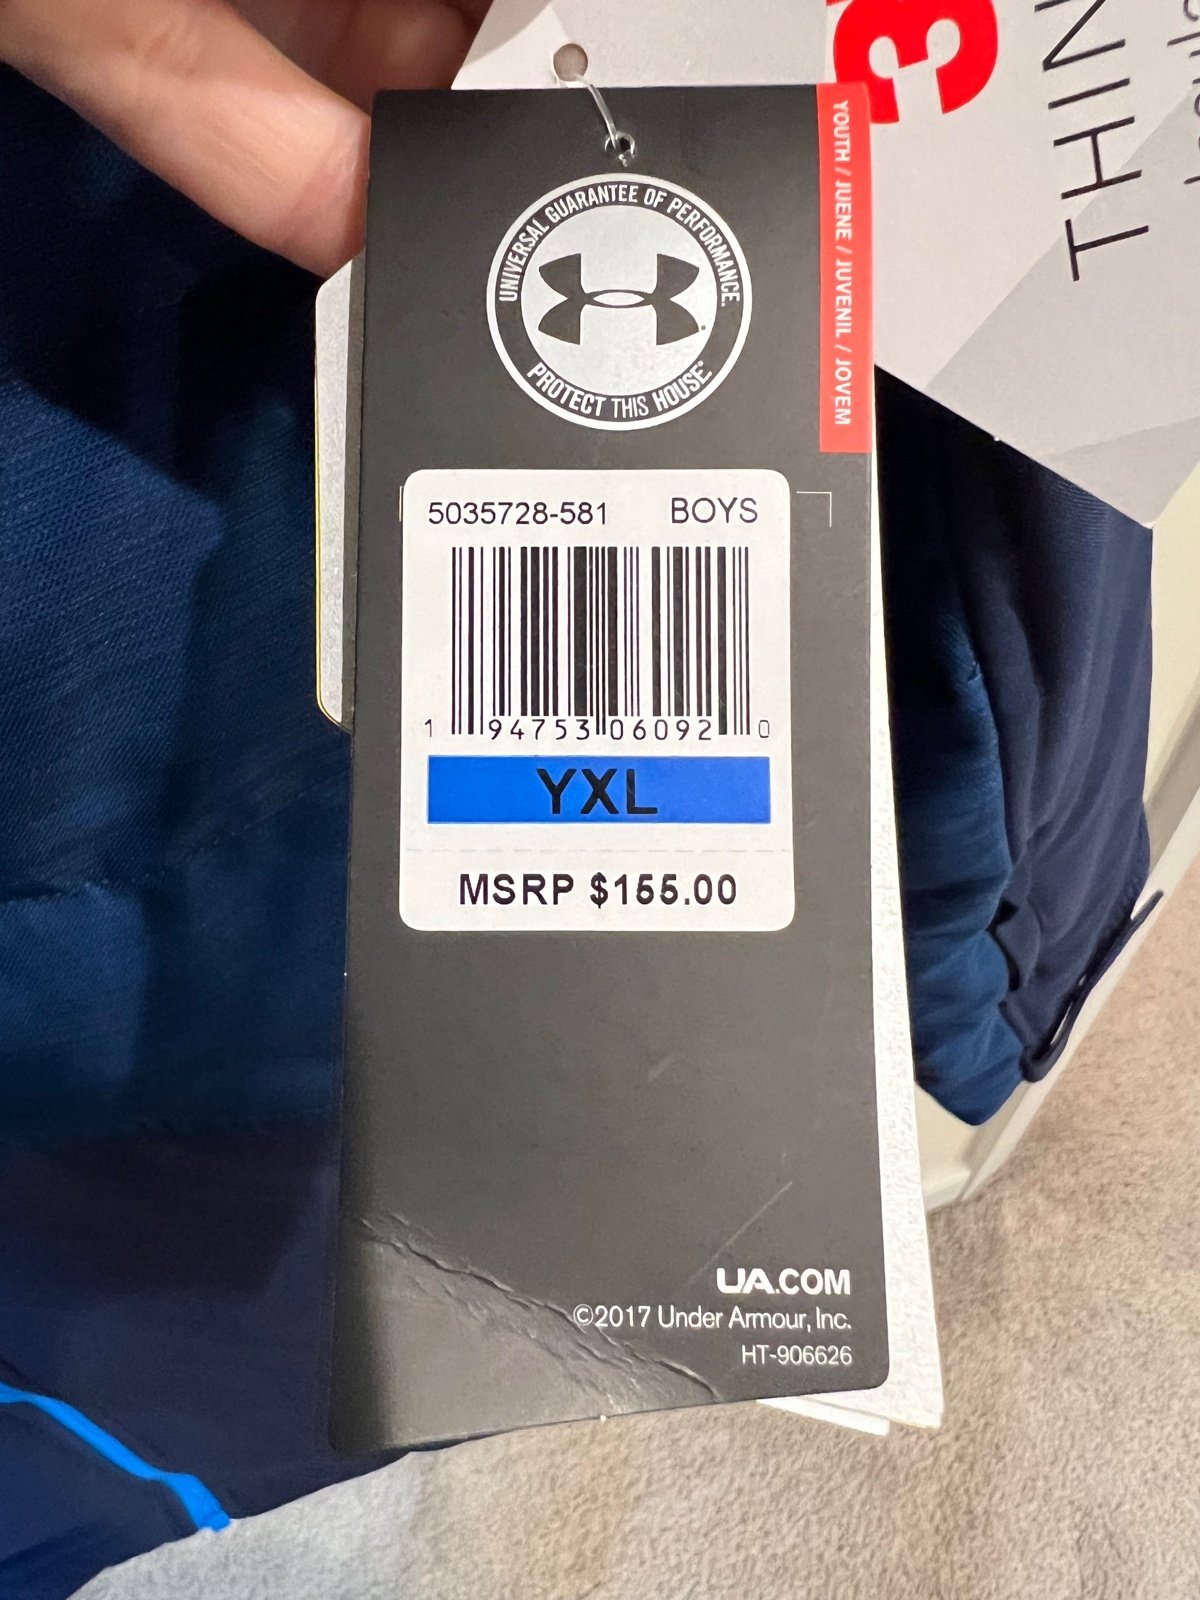 UNIVERSAL GUARANTEE OF PERFORMANCE.
PROTECT THIS HOUSE.®
YOUTH / JUENE / JUVENIL / JOVEM
5035728-581 BOYS
1 94753 06092 0
YXL
MSRP $155.00
UA.COM
©2017 Under Armour, Inc.
HT-906626
THIN